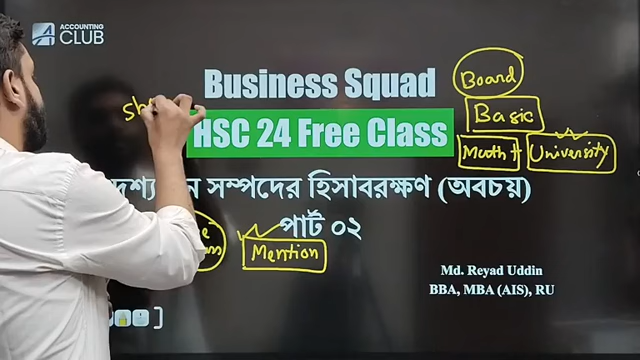 ACCOUNTING
CLUB
Business Squad
HSC 24 Free Class
সম্পদের হিসাবরক্ষণ (অবচয়)
পার্ট ০২
Board
Basic
Math +
University
Mention
Md. Reyad Uddin
BBA, MBA (AIS), RU